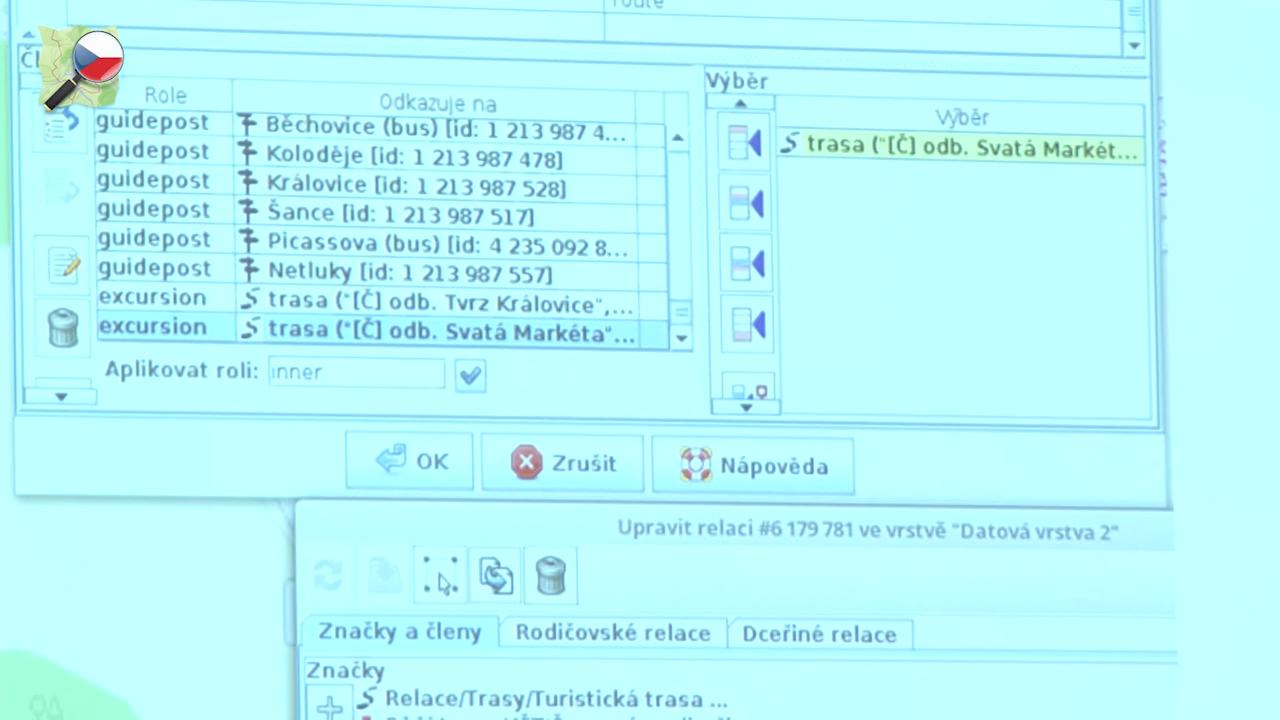 route
Výběr
Role
Odkazuje na
Výběr
guidepost
Běchovice (bus) [id: 1 213 987 4...
trasa ("[Č] odb. Svatá Markét...
guidepost
Koloděje [id: 1 213 987 478]
guidepost
Královice [id: 1 213 987 528]
guidepost
Šance [id: 1 213 987 517]
guidepost
Picassova (bus) [id: 4 235 092 8...
guidepost
Netluky [id: 1 213 987 557]
excursion
trasa ("[Č] odb. Tvrz Královice",...
excursion
trasa ("[Č] odb. Svatá Markéta"...
Aplikovat roli:
inner
OK
Zrušit
Nápověda
Upravit relaci #6 179 781 ve vrstvě "Datová vrstva 2"
Značky a členy
Rodičovské relace
Dceřiné relace
Značky
Relace/Trasy/Turistická trasa ...